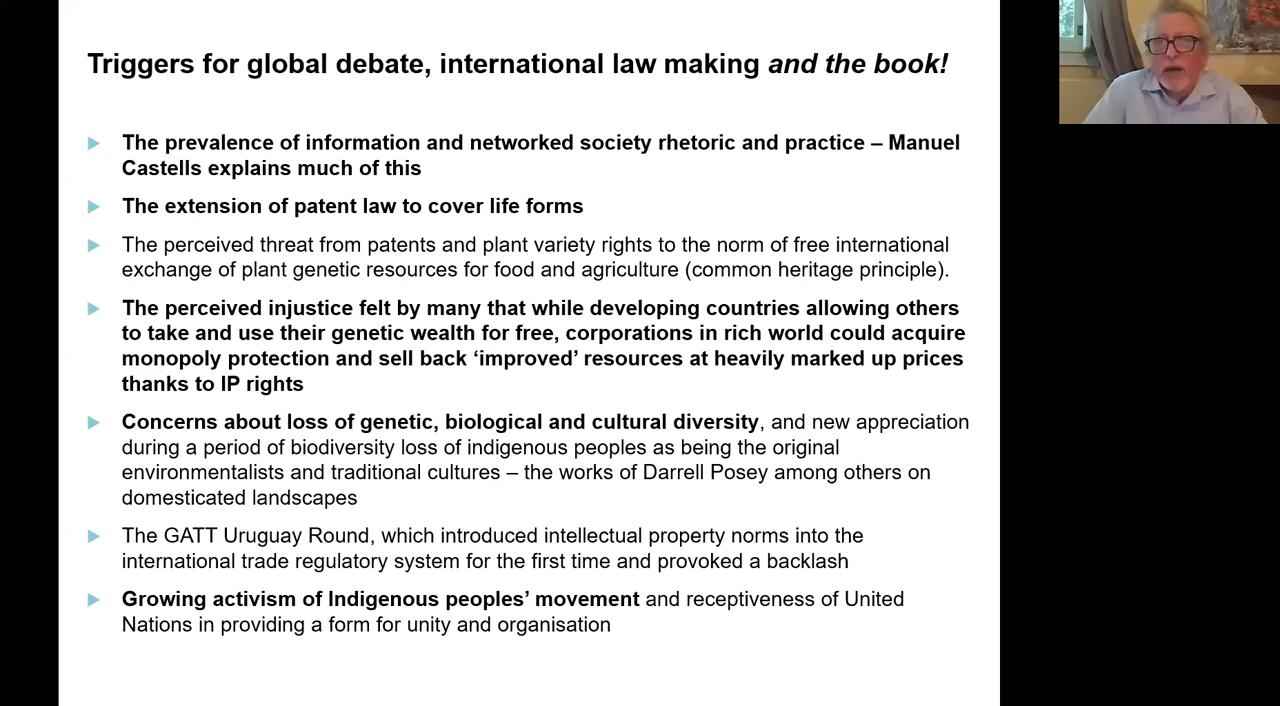 Triggers for global debate, international law making and the book!
The prevalence of information and networked society rhetoric and practice – Manuel
Castells explains much of this
The extension of patent law to cover life forms
The perceived threat from patents and plant variety rights to the norm of free international
exchange of plant genetic resources for food and agriculture (common heritage principle).
The perceived injustice felt by many that while developing countries allowing others
to take and use their genetic wealth for free, corporations in rich world could acquire
monopoly protection and sell back ‘improved’ resources at heavily marked up prices
thanks to IP rights
Concerns about loss of genetic, biological and cultural diversity, and new appreciation
during a period of biodiversity loss of indigenous peoples as being the original
environmentalists and traditional cultures – the works of Darrell Posey among others on
domesticated landscapes
The GATT Uruguay Round, which introduced intellectual property norms into the
international trade regulatory system for the first time and provoked a backlash
Growing activism of Indigenous peoples’ movement and receptiveness of United
Nations in providing a form for unity and organisation